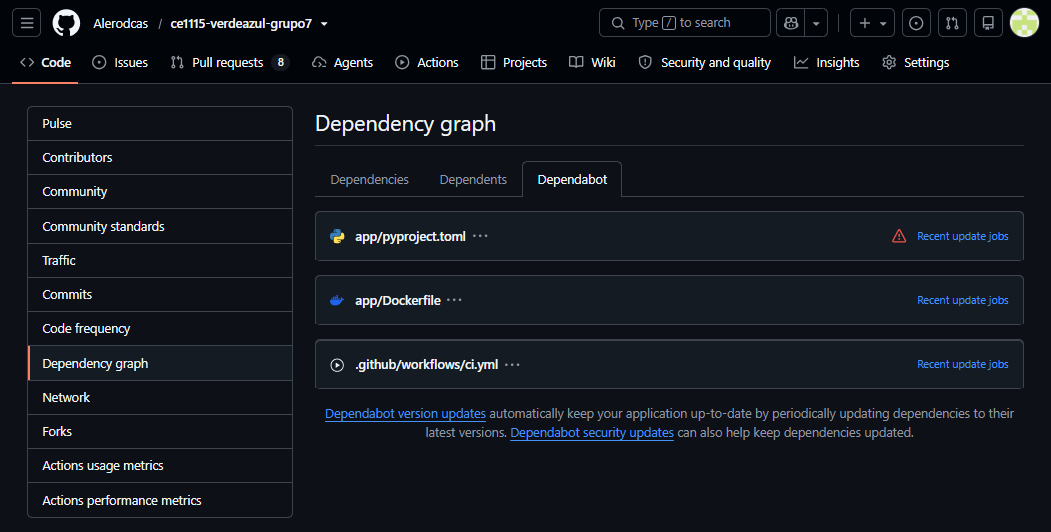 Alerodcas / ce1115-verdeazul-grupo7
Type / to search
Code
Issues
Pull requests 8
Agents
Actions
Projects
Wiki
Security and quality
Insights
Settings
Pulse
Contributors
Community
Community standards
Traffic
Commits
Code frequency
Dependency graph
Network
Forks
Actions usage metrics
Actions performance metrics
Dependency graph
Dependencies
Dependents
Dependabot
app/pyproject.toml ···
Recent update jobs
app/Dockerfile ···
Recent update jobs
.github/workflows/ci.yml ···
Recent update jobs
Dependabot version updates automatically keep your application up-to-date by periodically updating dependencies to their
latest versions. Dependabot security updates can also help keep dependencies updated.